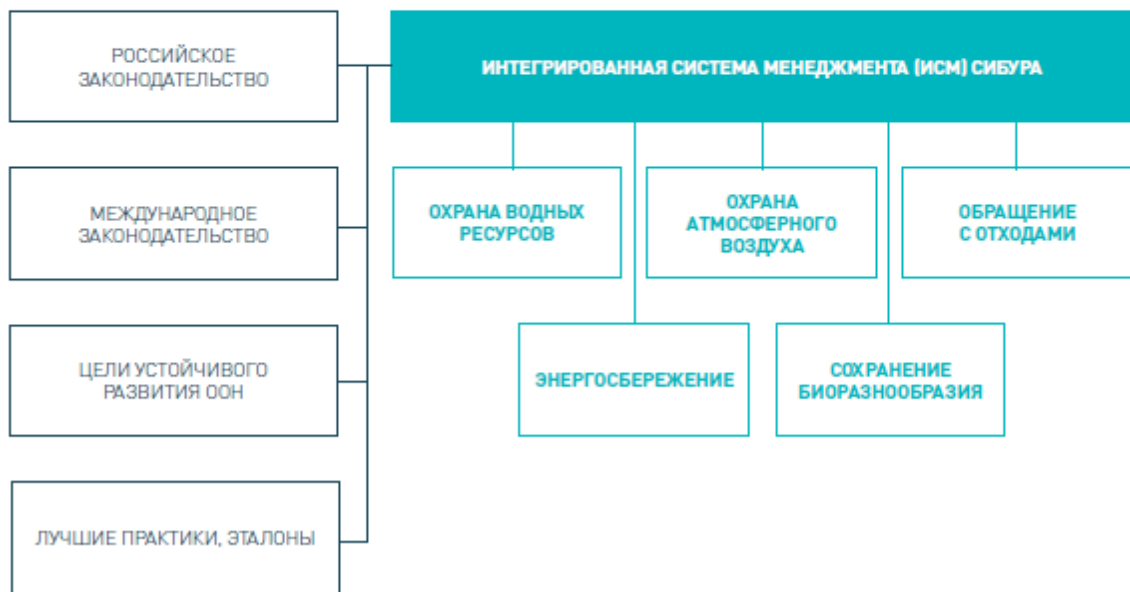 РОССИЙСКОЕ
ЗАКОНОДАТЕЛЬСТВО
ИНТЕГРИРОВАННАЯ СИСТЕМА МЕНЕДЖМЕНТА (ИСМ) СИБУРА
МЕЖДУНАРОДНОЕ
ЗАКОНОДАТЕЛЬСТВО
ОХРАНА ВОДНЫХ
РЕСУРСОВ
ОХРАНА
АТМОСФЕРНОГО
ВОЗДУХА
ОБРАЩЕНИЕ
С ОТХОДАМИ
ЦЕЛИ УСТОЙЧИВОГО
РАЗВИТИЯ ООН
ЭНЕРГОСБЕРЕЖЕНИЕ
СОХРАНЕНИЕ
БИОРАЗНООБРАЗИЯ
ЛУЧШИЕ ПРАКТИКИ, ЭТАЛОНЫ